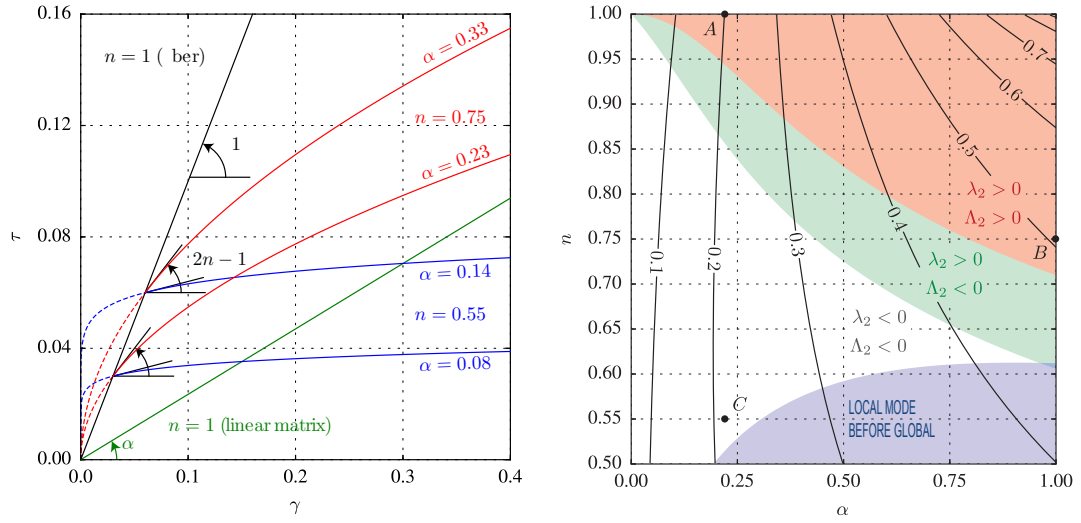 0.16
0.12
0.08
0.04
0.00
τ
0.0
0.1
0.2
0.3
0.4
γ
n = 1 ( ber)
1
α = 0.33
n = 0.75
α = 0.23
2n − 1
α = 0.14
n = 0.55
α = 0.08
n = 1 (linear matrix)
α
1.00
0.95
0.90
0.85
0.80
0.75
0.70
0.65
0.60
0.55
0.50
n
0.00
0.25
0.50
0.75
1.00
α
A
0.7
0.6
0.5
λ₂ > 0
Λ₂ > 0
0.4
0.3
0.2
0.1
B
λ₂ > 0
Λ₂ < 0
λ₂ < 0
Λ₂ < 0
C
LOCAL MODE
BEFORE GLOBAL